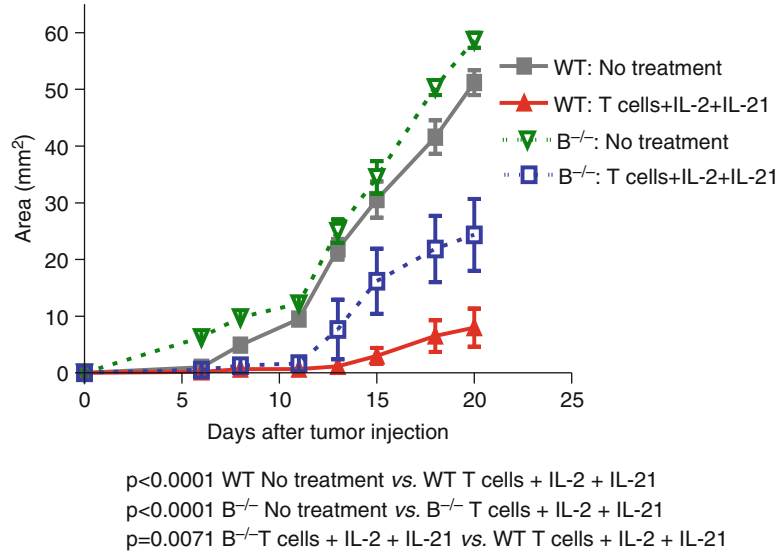 60
50
40
30
20
10
0
Area (mm²)
0 5 10 15 20 25
Days after tumor injection
WT: No treatment
WT: T cells+IL-2+IL-21
B⁻/⁻: No treatment
B⁻/⁻: T cells+IL-2+IL-21
p<0.0001 WT No treatment vs. WT T cells + IL-2 + IL-21
p<0.0001 B⁻/⁻ No treatment vs. B⁻/⁻ T cells + IL-2 + IL-21
p=0.0071 B⁻/⁻T cells + IL-2 + IL-21 vs. WT T cells + IL-2 + IL-21